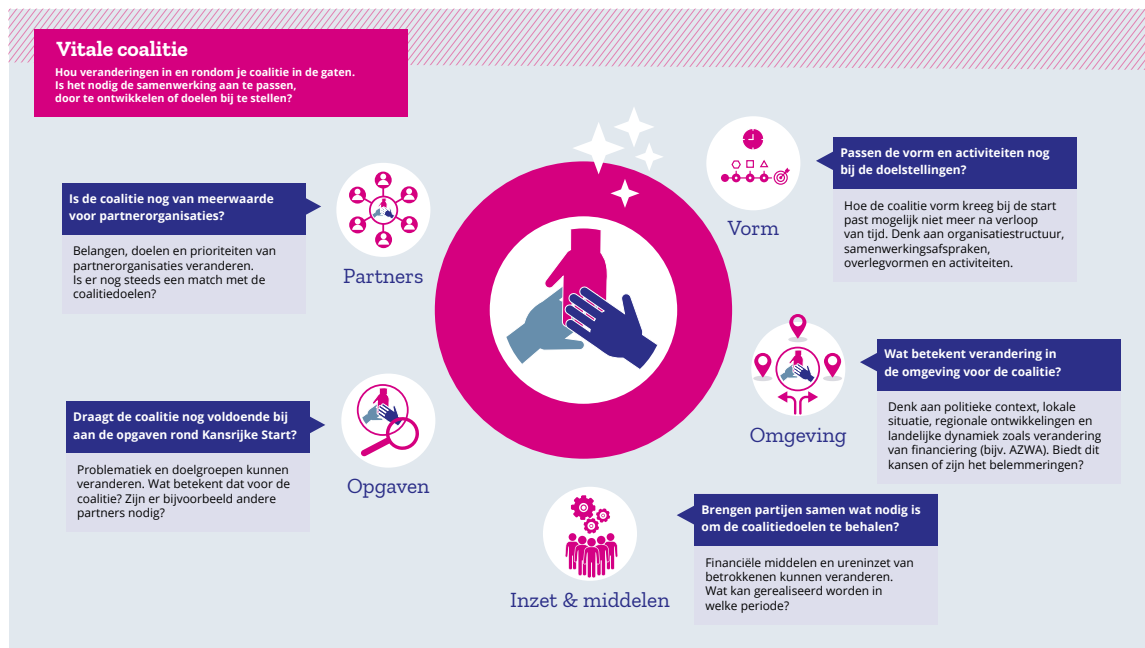 Vitale coalitie
Hou veranderingen in en rondom je coalitie in de gaten.
Is het nodig de samenwerking aan te passen,
door te ontwikkelen of doelen bij te stellen?
Is de coalitie nog van meerwaarde
voor partnerorganisaties?
Belangen, doelen en prioriteiten van
partnerorganisaties veranderen.
Is er nog steeds een match met de
coalitiedoelen?
Partners
Draagt de coalitie nog voldoende bij
aan de opgaven rond Kansrijke Start?
Problematiek en doelgroepen kunnen
veranderen. Wat betekent dat voor de
coalitie? Zijn er bijvoorbeeld andere
partners nodig?
Opgaven
Vorm
Passen de vorm en activiteiten nog
bij de doelstellingen?
Hoe de coalitie vorm kreeg bij de start
past mogelijk niet meer na verloop
van tijd. Denk aan organisatiestructuur,
samenwerkingsafspraken,
overlegvormen en activiteiten.
Omgeving
Wat betekent verandering in
de omgeving voor de coalitie?
Denk aan politieke context, lokale
situatie, regionale ontwikkelingen en
landelijke dynamiek zoals verandering
van financiering (bijv. AZWA). Biedt dit
kansen of zijn het belemmeringen?
Inzet & middelen
Brengen partijen samen wat nodig is
om de coalitiedoelen te behalen?
Financiële middelen en ureninzet van
betrokkenen kunnen veranderen.
Wat kan gerealiseerd worden in
welke periode?